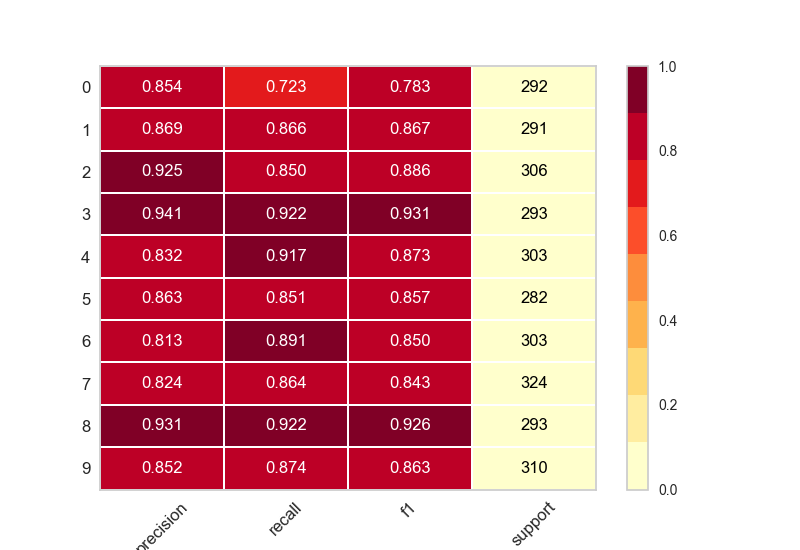 0 0.854 0.723 0.783 292
1 0.869 0.866 0.867 291
2 0.925 0.850 0.886 306
3 0.941 0.922 0.931 293
4 0.832 0.917 0.873 303
5 0.863 0.851 0.857 282
6 0.813 0.891 0.850 303
7 0.824 0.864 0.843 324
8 0.931 0.922 0.926 293
9 0.852 0.874 0.863 310
precision recall f1 support
1.0
0.8
0.6
0.4
0.2
0.0